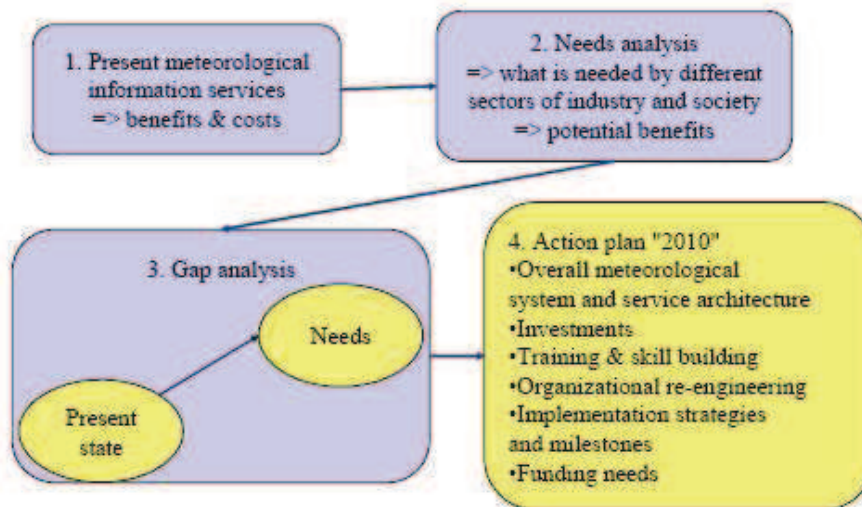 1. Present meteorological
information services
=> benefits & costs
2. Needs analysis
=> what is needed by different
sectors of industry and society
=> potential benefits
3. Gap analysis
Needs
Present
state
4. Action plan "2010"
•Overall meteorological
system and service architecture
•Investments
•Training & skill building
•Organizational re-engineering
•Implementation strategies
and milestones
•Funding needs